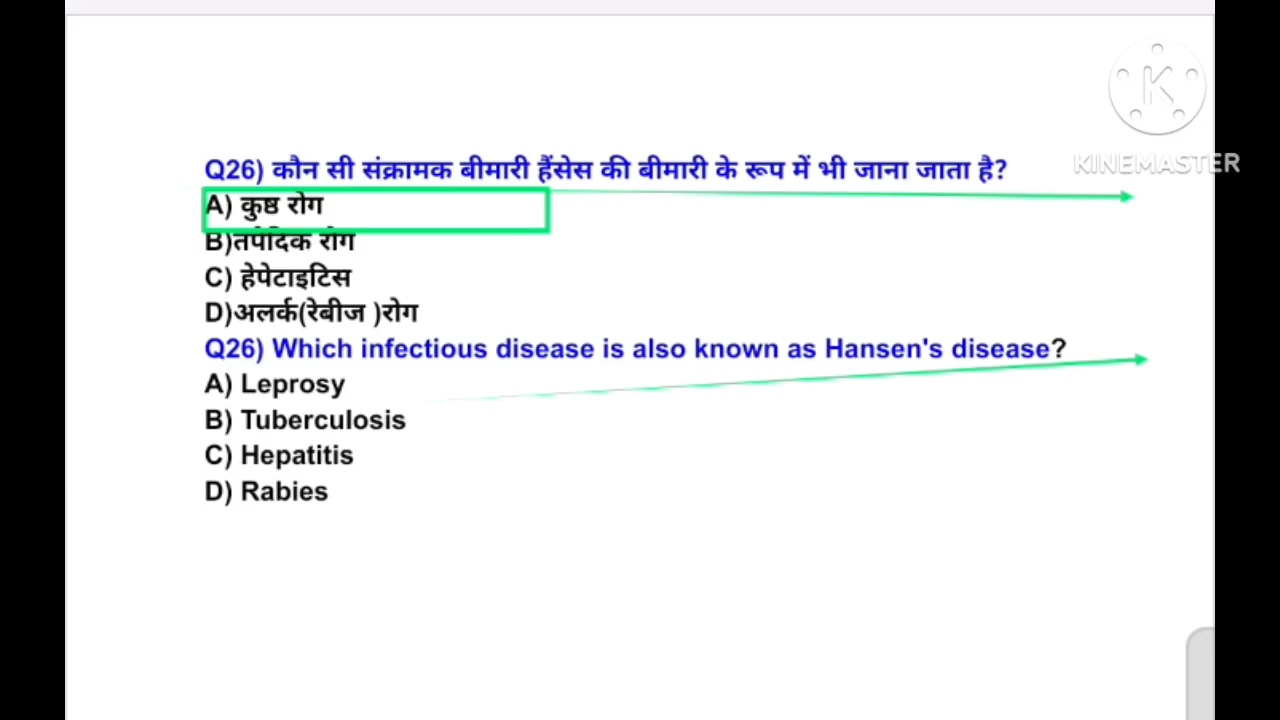 Q26) कौन सी संक्रामक बीमारी हैंसेस की बीमारी के रूप में भी जाना जाता है?
A) कुष्ठ रोग
B)तपेदिक रोग
C) हेपेटाइटिस
D)अलर्क(रेबीज )रोग
Q26) Which infectious disease is also known as Hansen's disease?
A) Leprosy
B) Tuberculosis
C) Hepatitis
D) Rabies
K
KINEMASTER